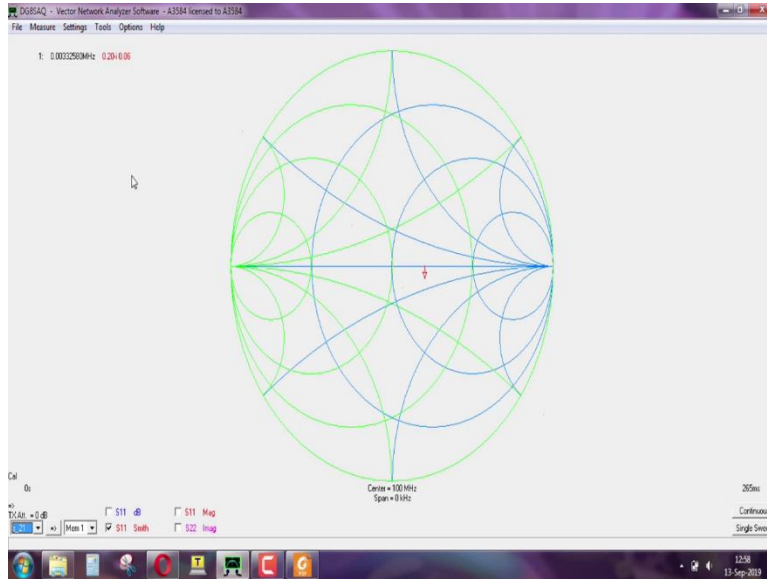 DG8SAQ - Vector Network Analyzer Software - A3584 licensed to A3584
File Measure Settings Tools Options Help
1: 0.00332580MHz 0.20+i 0.06
Cal
0s
Center = 100 MHz
Span = 0 kHz
265ms
=>
TX Att. = 0 dB
S11 dB
S11 Mag
Continuou
=> Mem 1
S11 Smith
S22 Imag
Single Swee
12:58
13-Sep-2019